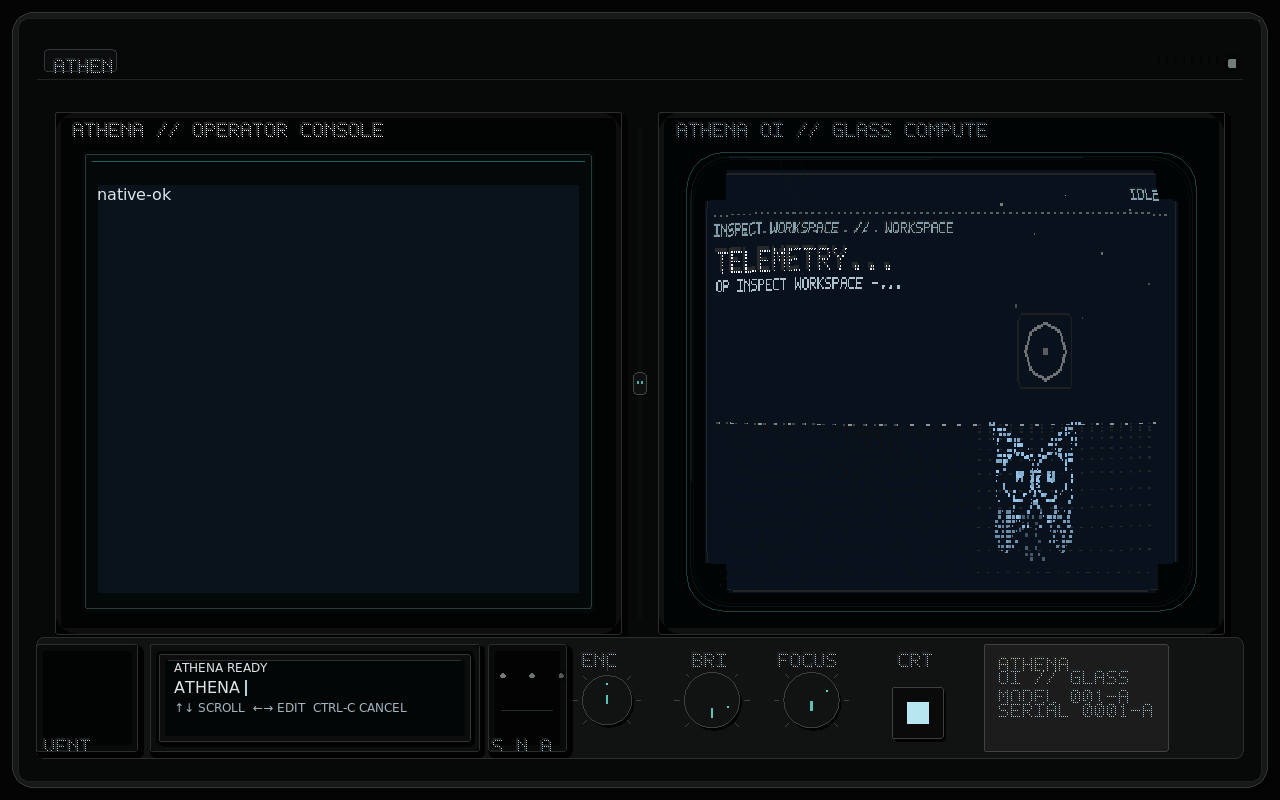 ATHEN
ATHENA // OPERATOR CONSOLE
native-ok
ATHENA OI // GLASS COMPUTE
IDLE
INSPECT WORKSPACE // WORKSPACE
TELEMETRY...
OP INSPECT WORKSPACE -...
VENT
ATHENA READY
ATHENA
↑↓ SCROLL ←→ EDIT CTRL-C CANCEL
S N A
ENC
BRI
FOCUS
CRT
ATHENA
OI // GLASS
MODEL 001-A
SERIAL 0001-A